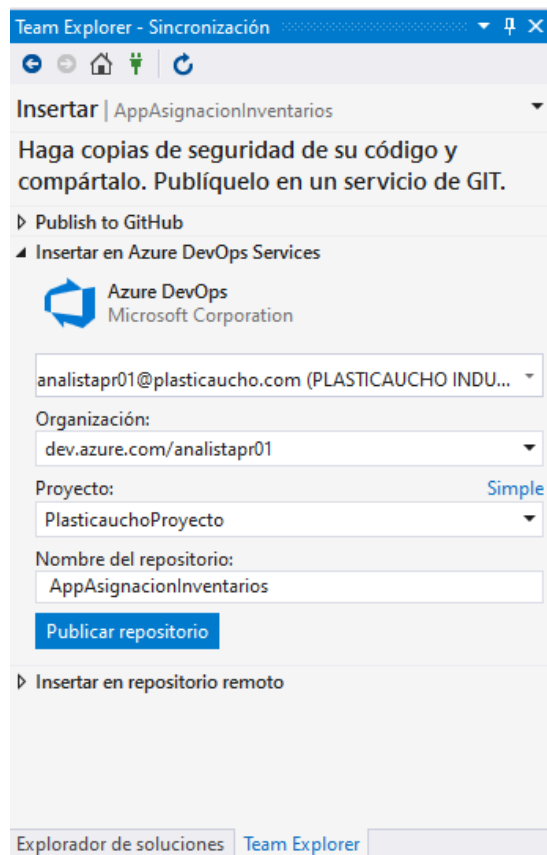 Team Explorer - Sincronización
Insertar | AppAsignacionInventarios
Haga copias de seguridad de su código y
compártalo. Publíquelo en un servicio de GIT.
Publish to GitHub
Insertar en Azure DevOps Services
Azure DevOps
Microsoft Corporation
analistapr01@plasticaucho.com (PLASTICAUCHO INDU...
Organización:
dev.azure.com/analistapr01
Proyecto: Simple
PlasticauchoProyecto
Nombre del repositorio:
AppAsignacionInventarios
Publicar repositorio
Insertar en repositorio remoto
Explorador de soluciones Team Explorer